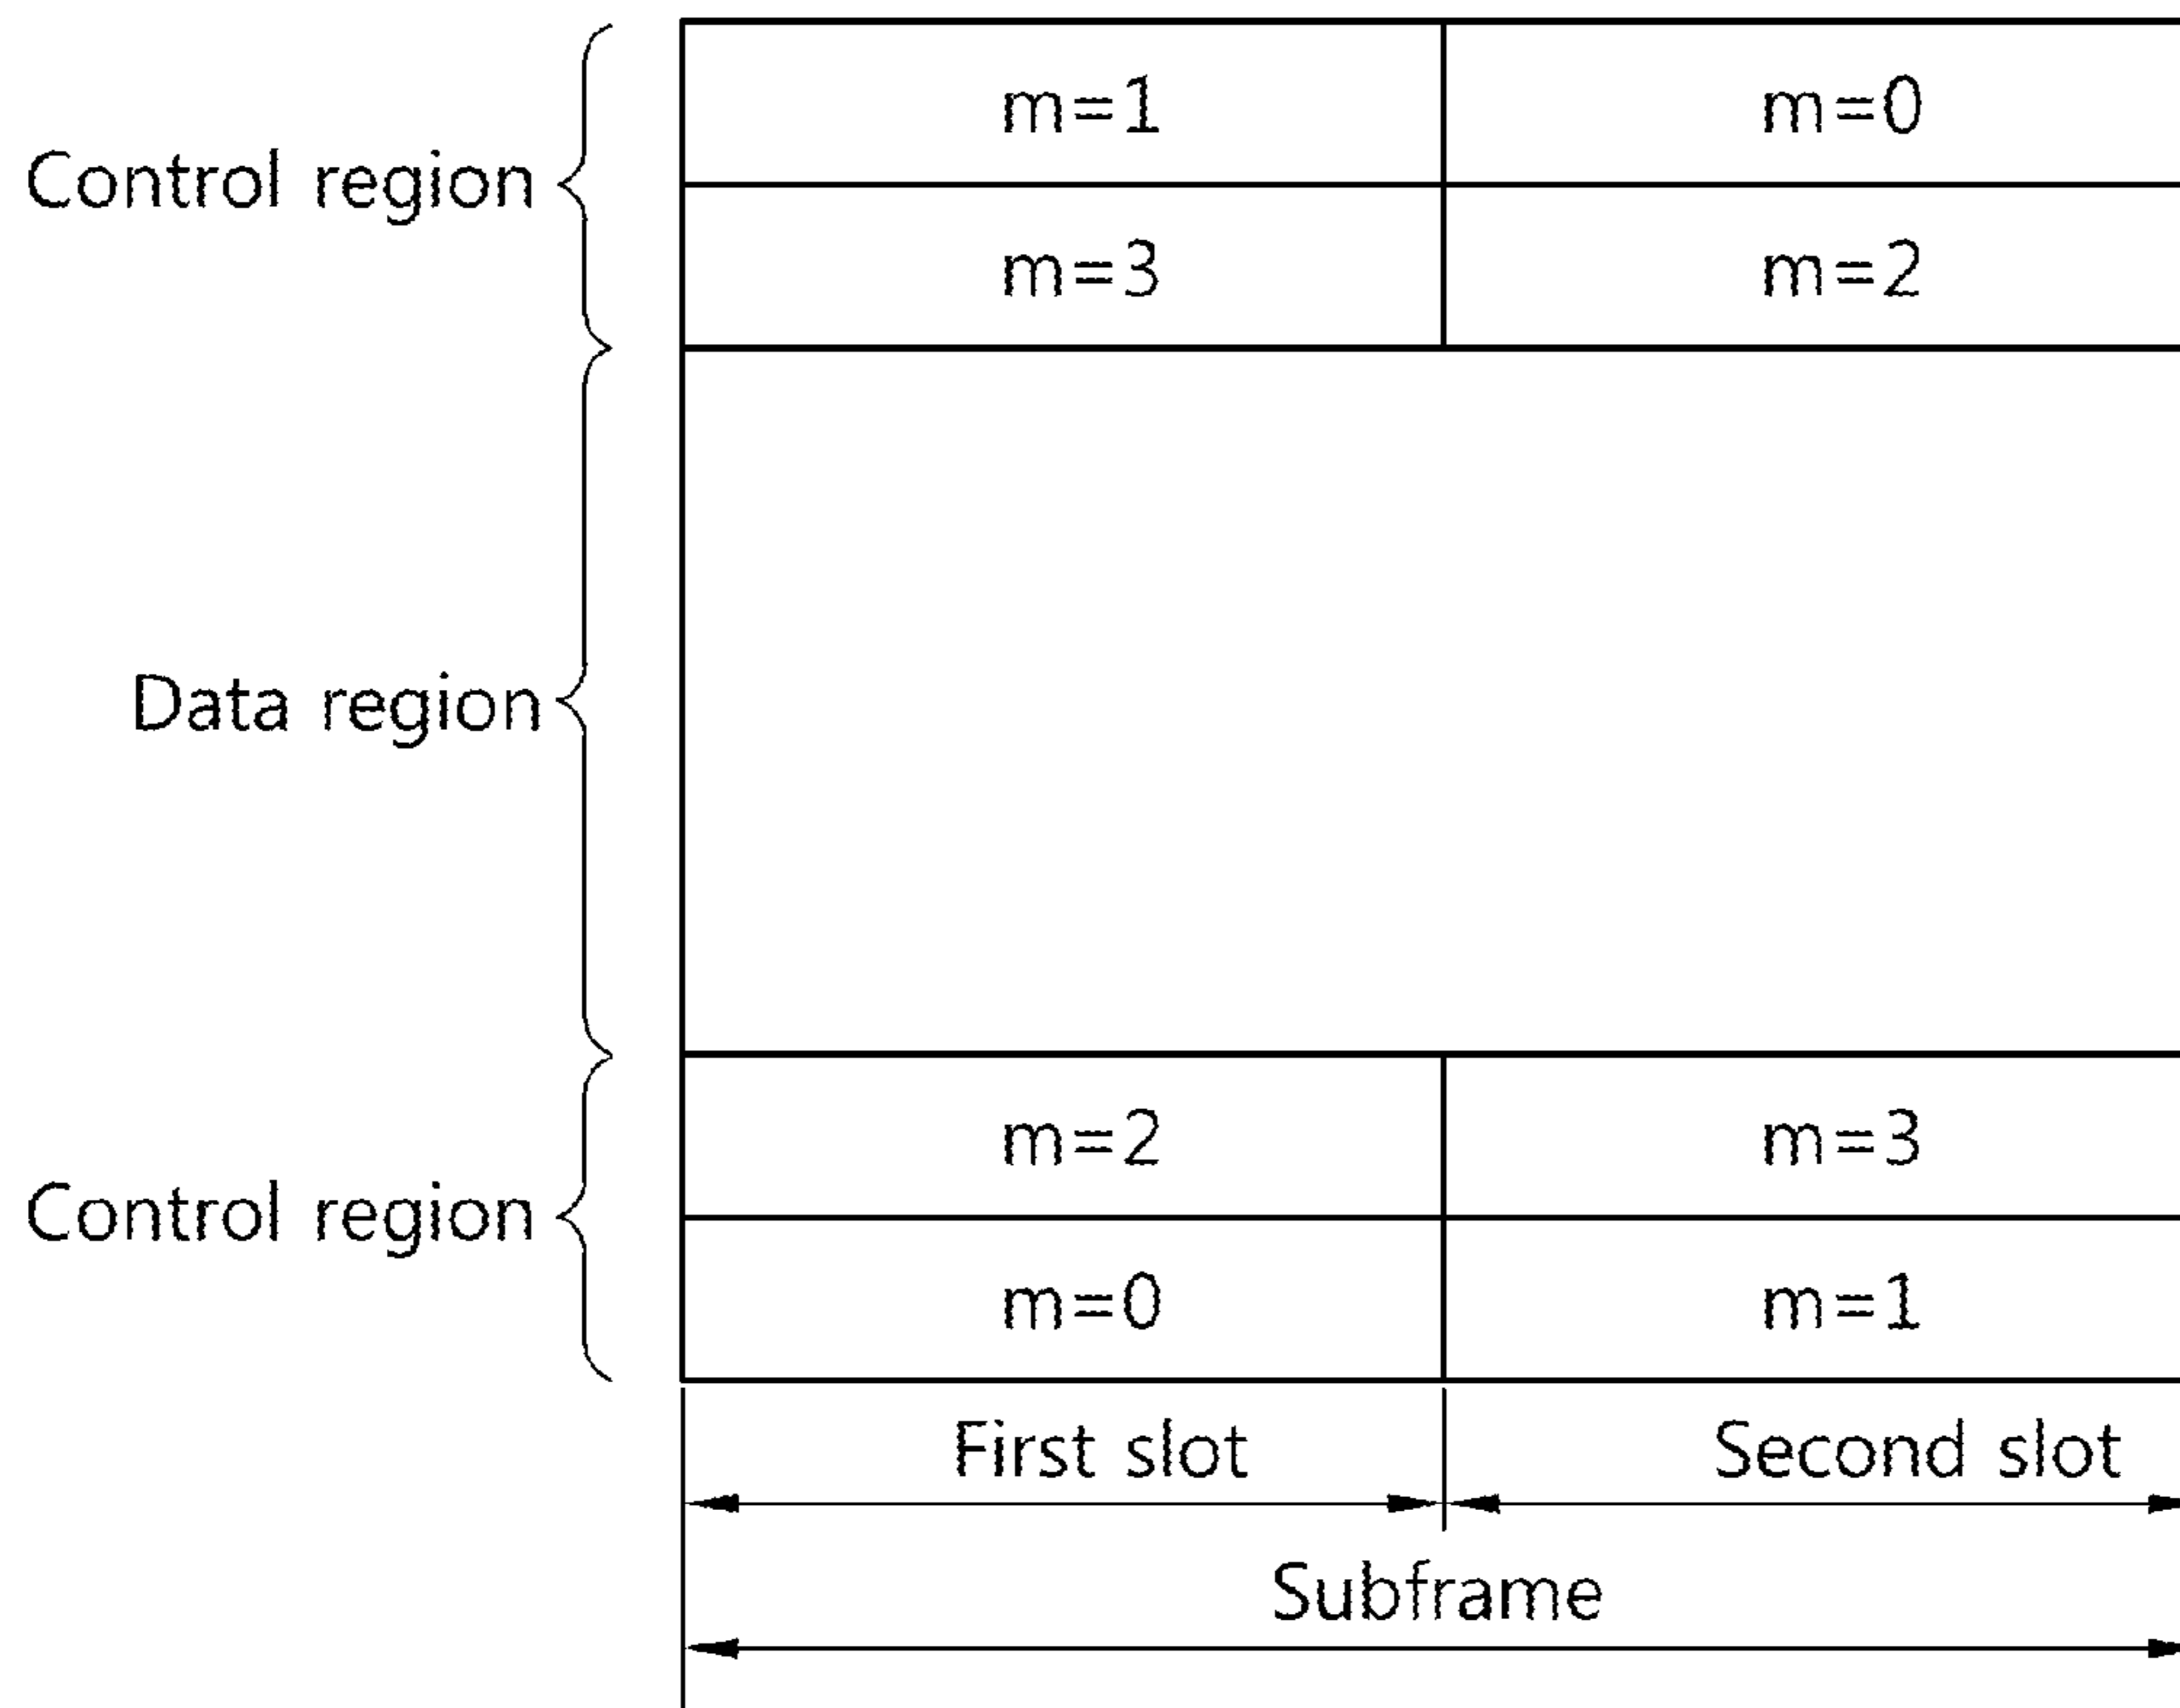 m=1 m=0
Control region
m=3 m=2
Data region
m=2 m=3
Control region
m=0 m=1
First slot Second slot
Subframe